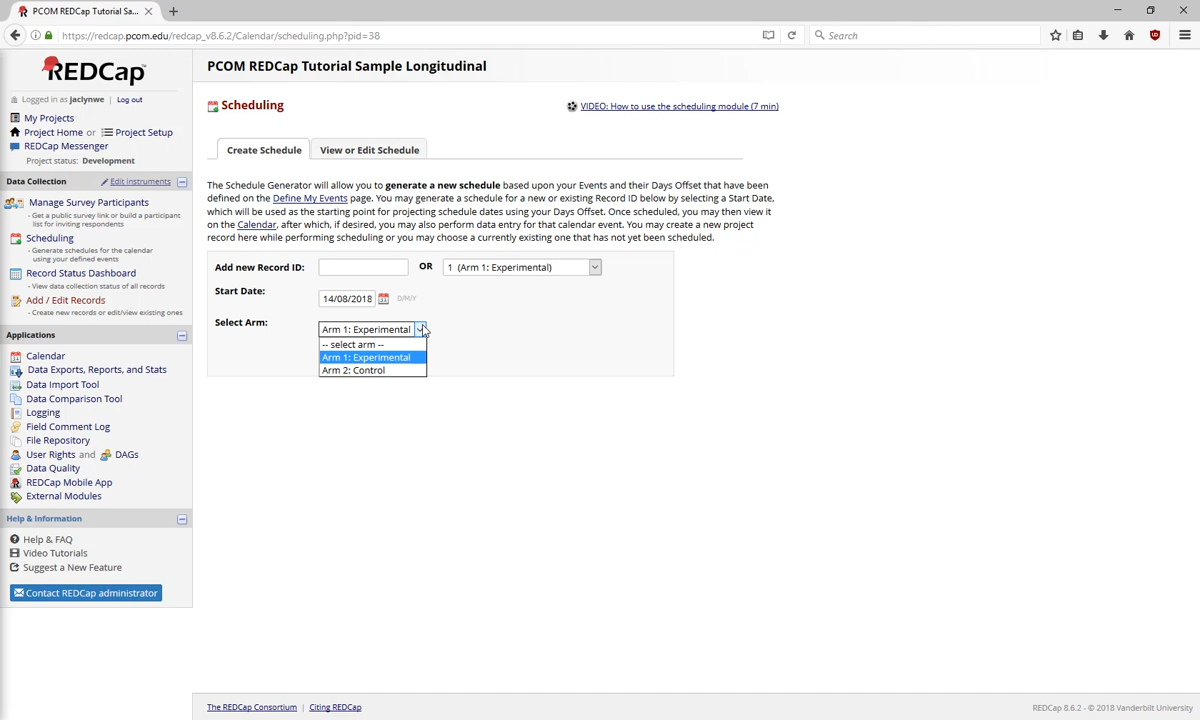 PCOM REDCap Tutorial Sa...
https://redcap.pcom.edu/redcap_v8.6.2/Calendar/scheduling.php?pid=38
Search
REDCap
Logged in as jaclynwe | Log out
My Projects
Project Home or Project Setup
REDCap Messenger
Project status: Development
Data Collection Edit instruments
Manage Survey Participants
- Get a public survey link or build a participant
list for inviting respondents
Scheduling
- Generate schedules for the calendar
using your defined events
Record Status Dashboard
- View data collection status of all records
Add / Edit Records
- Create new records or edit/view existing ones
Applications
Calendar
Data Exports, Reports, and Stats
Data Import Tool
Data Comparison Tool
Logging
Field Comment Log
File Repository
User Rights and DAGs
Data Quality
REDCap Mobile App
External Modules
Help & Information
Help & FAQ
Video Tutorials
Suggest a New Feature
Contact REDCap administrator
PCOM REDCap Tutorial Sample Longitudinal
Scheduling
VIDEO: How to use the scheduling module (7 min)
Create Schedule View or Edit Schedule
The Schedule Generator will allow you to generate a new schedule based upon your Events and their Days Offset that have been
defined on the Define My Events page. You may generate a schedule for a new or existing Record ID below by selecting a Start Date,
which will be used as the starting point for projecting schedule dates using your Days Offset. Once scheduled, you may then view it
on the Calendar, after which, if desired, you may also perform data entry for that calendar event. You may create a new project
record here while performing scheduling or you may choose a currently existing one that has not yet been scheduled.
Add new Record ID: OR 1 (Arm 1: Experimental)
Start Date: 14/08/2018 D/M/Y
Select Arm: Arm 1: Experimental
-- select arm --
Arm 1: Experimental
Arm 2: Control
The REDCap Consortium | Citing REDCap
REDCap 8.6.2 - © 2018 Vanderbilt University